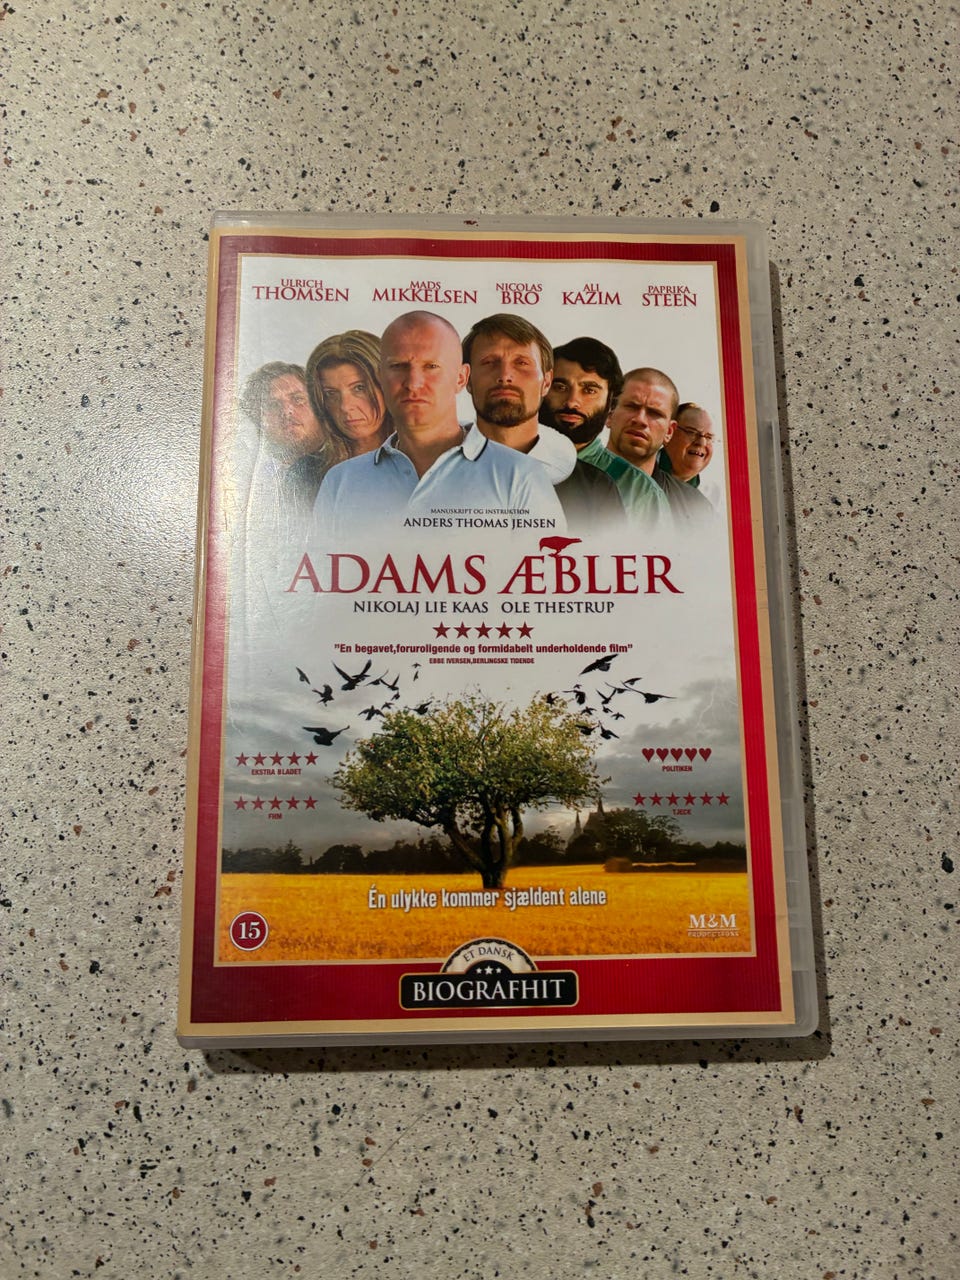 ULRICH THOMSEN
MADS MIKKELSEN
NICOLAS BRO
ALI KAZIM
PAPRIKA STEEN
MANUSKRIPT OG INSTRUKTION
ANDERS THOMAS JENSEN
ADAMS ÆBLER
NIKOLAJ LIE KAAS OLE THESTRUP
★★★★★
"En begavet,foruroligende og formidabelt underholdende film"
EBBE IVERSEN,BERLINGSKE TIDENDE
★★★★★
EKSTRA BLADET
♥♥♥♥♥
POLITIKEN
★★★★★
FHM
★★★★★★
TJECK
Én ulykke kommer sjældent alene
15
M&M
PRODUCTIONS
ET DANSK
★★★
BIOGRAFHIT